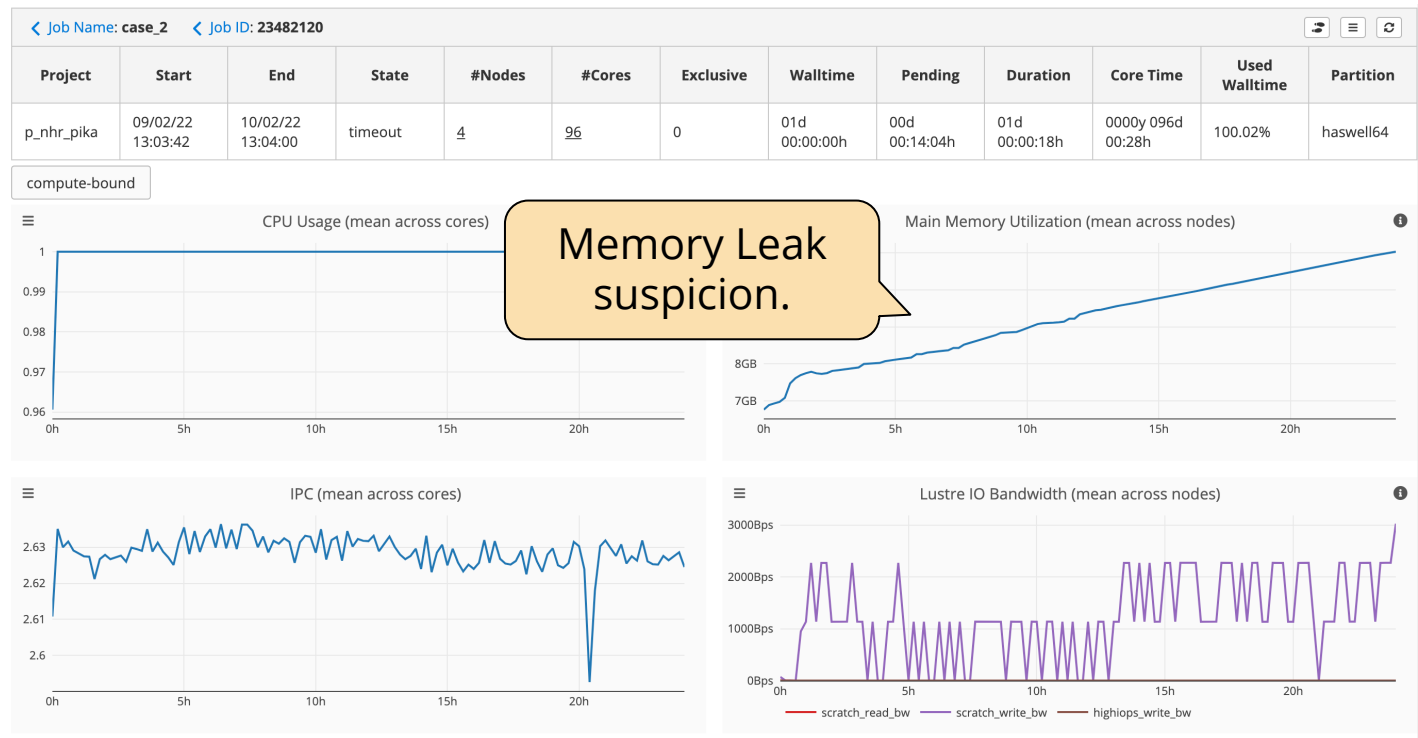 Job Name: case_2 Job ID: 23482120
Project Start End State #Nodes #Cores Exclusive Walltime Pending Duration Core Time Used Walltime Partition
p_nhr_pika 09/02/22 13:03:42 10/02/22 13:04:00 timeout 4 96 0 01d 00:00:00h 00d 00:14:04h 01d 00:00:18h 0000y 096d 00:28h 100.02% haswell64
compute-bound
CPU Usage (mean across cores)
1
0.99
0.98
0.97
0.96
0h 5h 10h 15h 20h
Memory Leak
suspicion.
Main Memory Utilization (mean across nodes)
8GB
7GB
0h 5h 10h 15h 20h
IPC (mean across cores)
2.63
2.62
2.61
2.6
0h 5h 10h 15h 20h
Lustre IO Bandwidth (mean across nodes)
3000Bps
2000Bps
1000Bps
0Bps
0h 5h 10h 15h 20h
scratch_read_bw scratch_write_bw highiops_write_bw